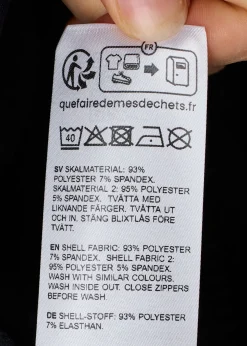 FR
quefairedemesdechets.fr
40
SV SKALMATERIAL: 93%
POLYESTER 7% SPANDEX.
SKALMATERIAL 2: 95% POLYESTER
5% SPANDEX. TVÄTTA MED
LIKNANDE FÄRGER. TVÄTTA UT
OCH IN. STÄNG BLIXTLÅS FÖRE
TVÄTT.
EN SHELL FABRIC: 93% POLYESTER
7% SPANDEX. SHELL FABRIC 2:
95% POLYESTER 5% SPANDEX.
WASH WITH SIMILAR COLOURS.
WASH INSIDE OUT. CLOSE ZIPPERS
BEFORE WASH.
DE SHELL-STOFF: 93% POLYESTER
7% ELASTHAN.